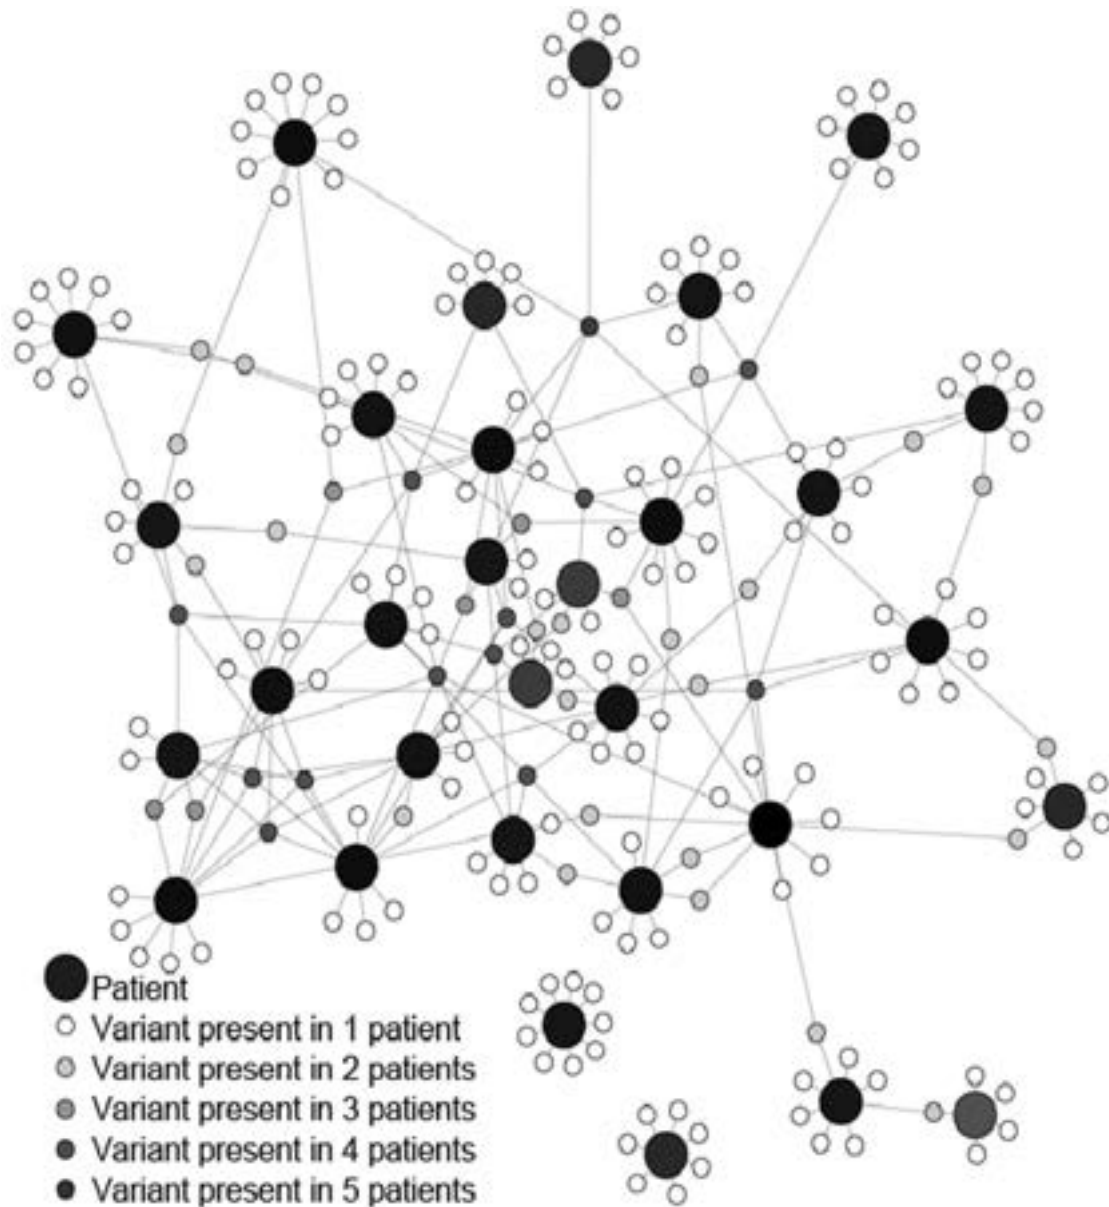 Patient
Variant present in 1 patient
Variant present in 2 patients
Variant present in 3 patients
Variant present in 4 patients
Variant present in 5 patients